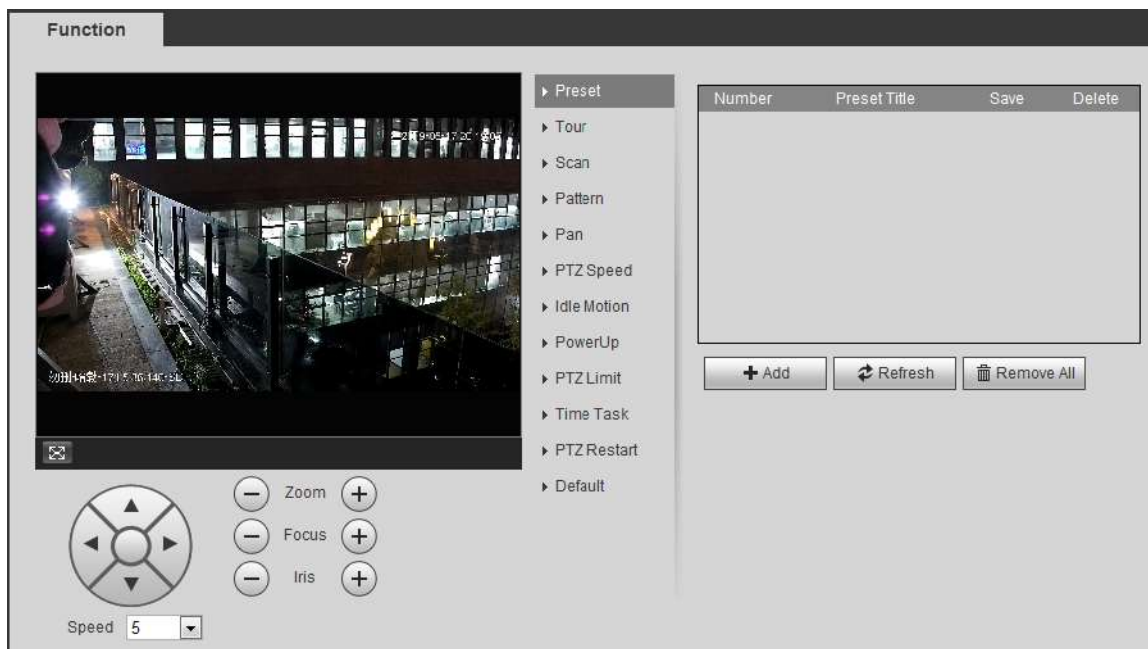 Function
Preset
Tour
Scan
Pattern
Pan
PTZ Speed
Idle Motion
PowerUp
PTZ Limit
Time Task
PTZ Restart
Default
Number Preset Title Save Delete
Add Refresh Remove All
Zoom
Focus
Iris
Speed 5